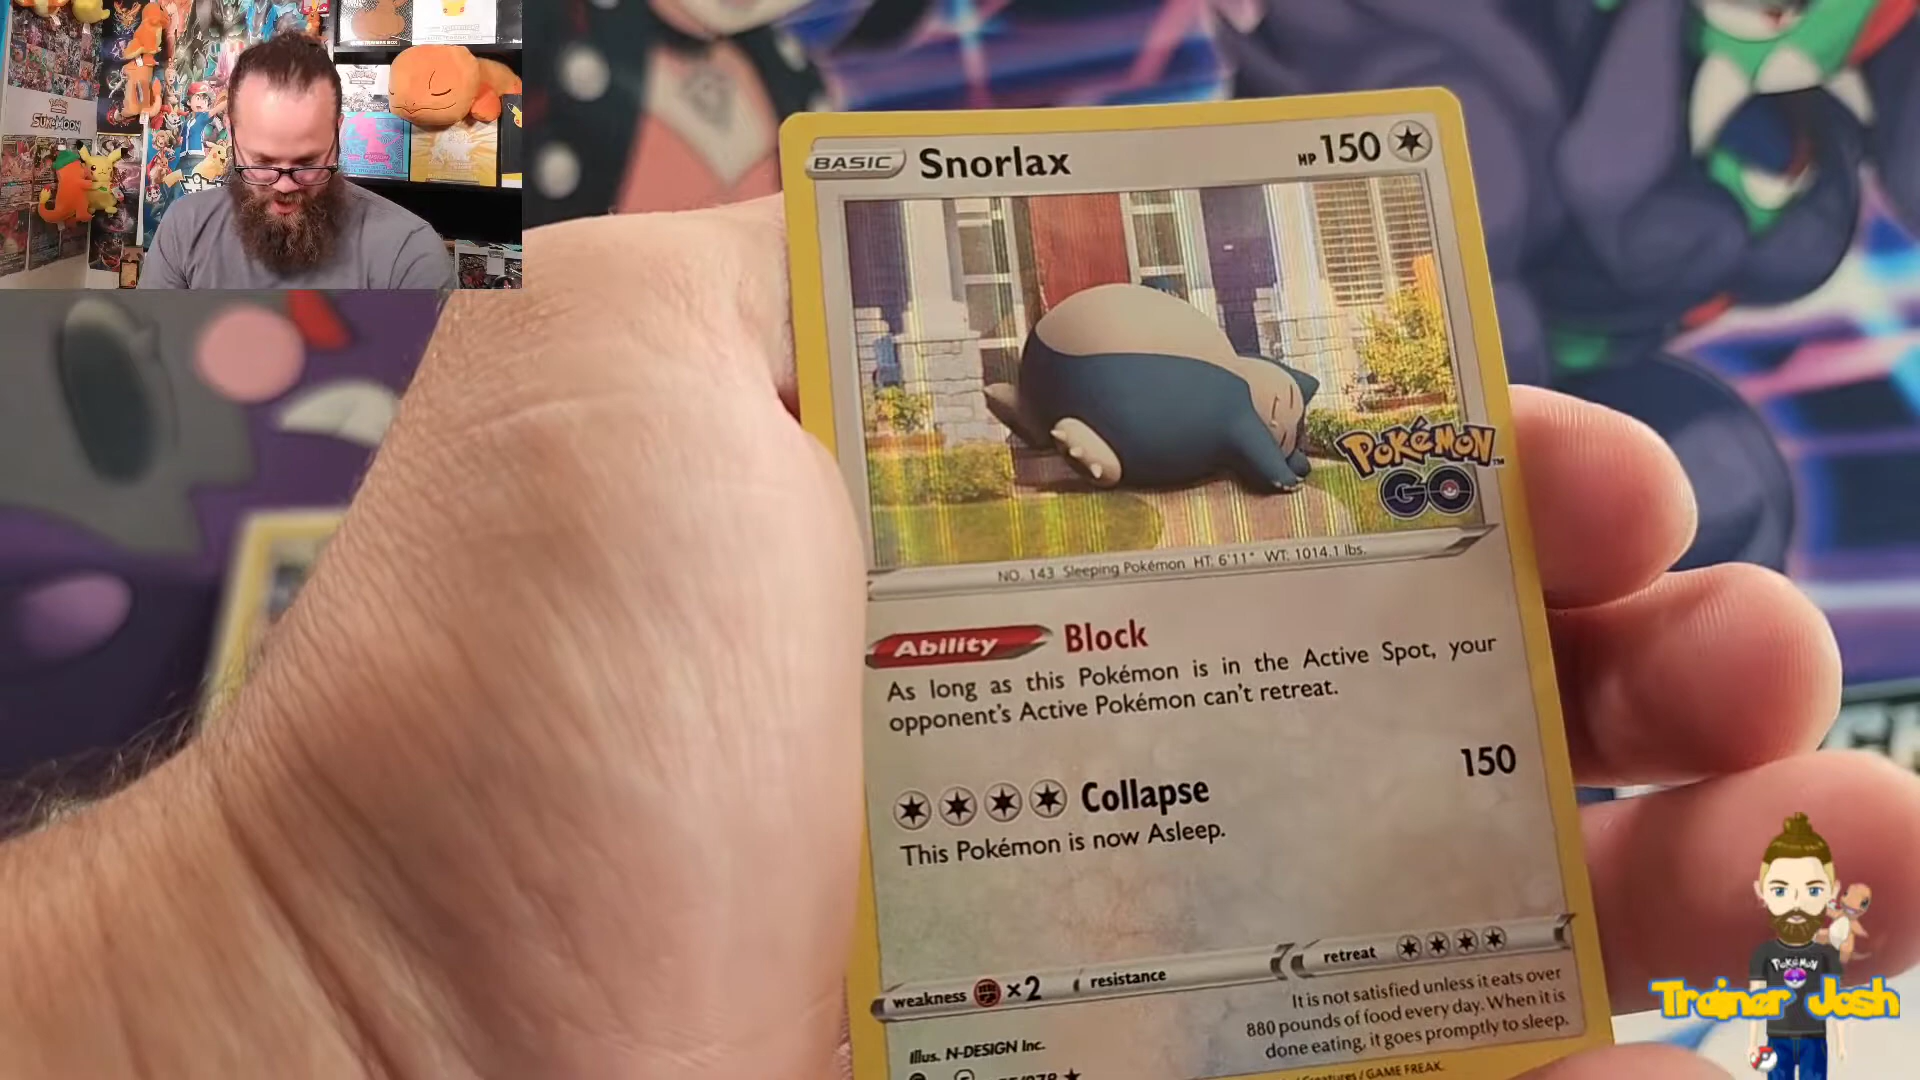 SUN & MOON
BASIC Snorlax HP 150
POKÉMON GO
NO. 143 Sleeping Pokémon HT: 6'11" WT: 1014.1 lbs.
Ability Block
As long as this Pokémon is in the Active Spot, your
opponent's Active Pokémon can't retreat.
Collapse 150
This Pokémon is now Asleep.
weakness ×2 resistance retreat
It is not satisfied unless it eats over
880 pounds of food every day. When it is
done eating, it goes promptly to sleep.
Illus. N-DESIGN Inc.
/078
Creatures / GAME FREAK.
POKÉMON
Trainer Josh